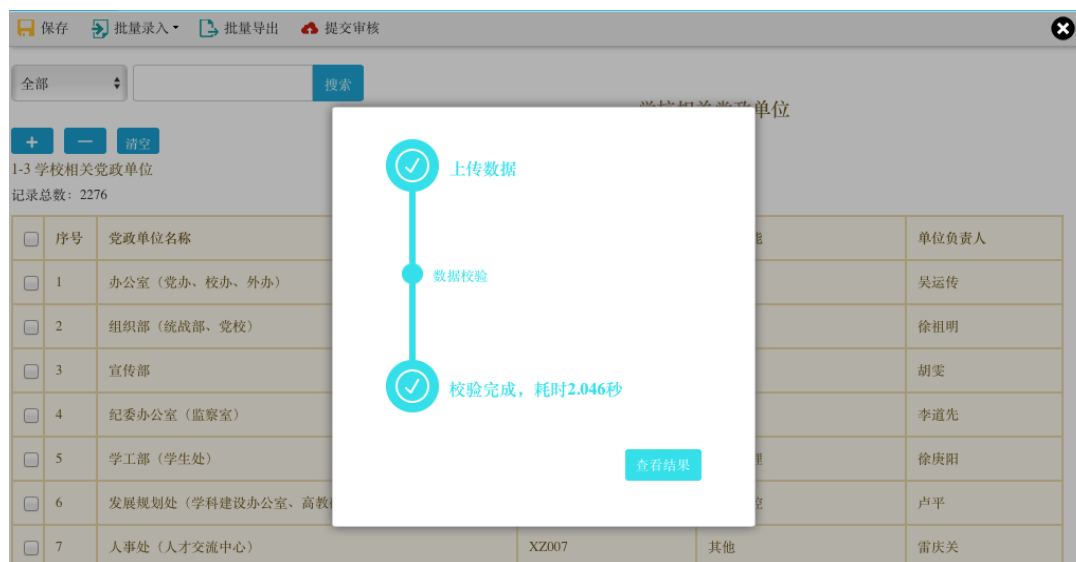 保存 批量录入 批量导出 提交审核
全部 搜索
清空
1-3 学校相关党政单位
记录总数：2276
序号 党政单位名称 单位负责人
1 办公室（党办、校办、外办） 吴运传
2 组织部（统战部、党校） 徐祖明
3 宣传部 胡雯
4 纪委办公室（监察室） 李道先
5 学工部（学生处） 徐庚阳
6 发展规划处（学科建设办公室、高教 卢平
7 人事处（人才交流中心） XZ007 其他 雷庆关
上传数据
数据校验
校验完成，耗时2.046秒
查看结果